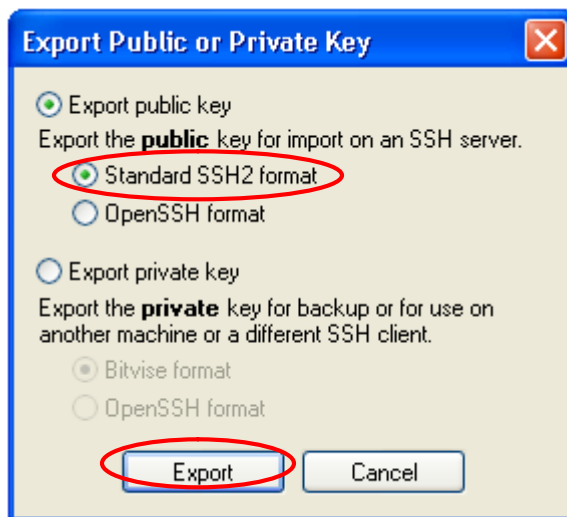 Export Public or Private Key
Export public key
Export the public key for import on an SSH server.
Standard SSH2 format
OpenSSH format
Export private key
Export the private key for backup or for use on
another machine or a different SSH client.
Bitvise format
OpenSSH format
Export Cancel